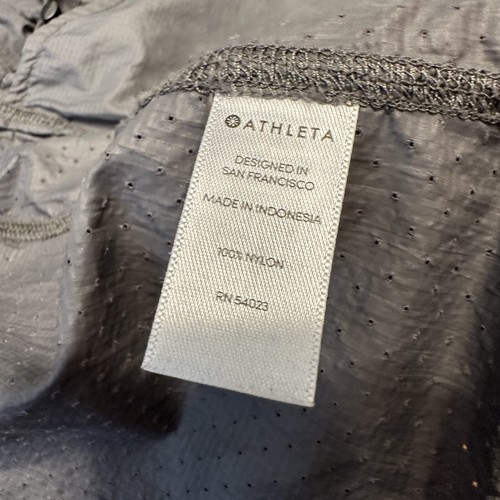 ATHLETA
DESIGNED IN
SAN FRANCISCO
MADE IN INDONESIA
100% NYLON
RN 54023